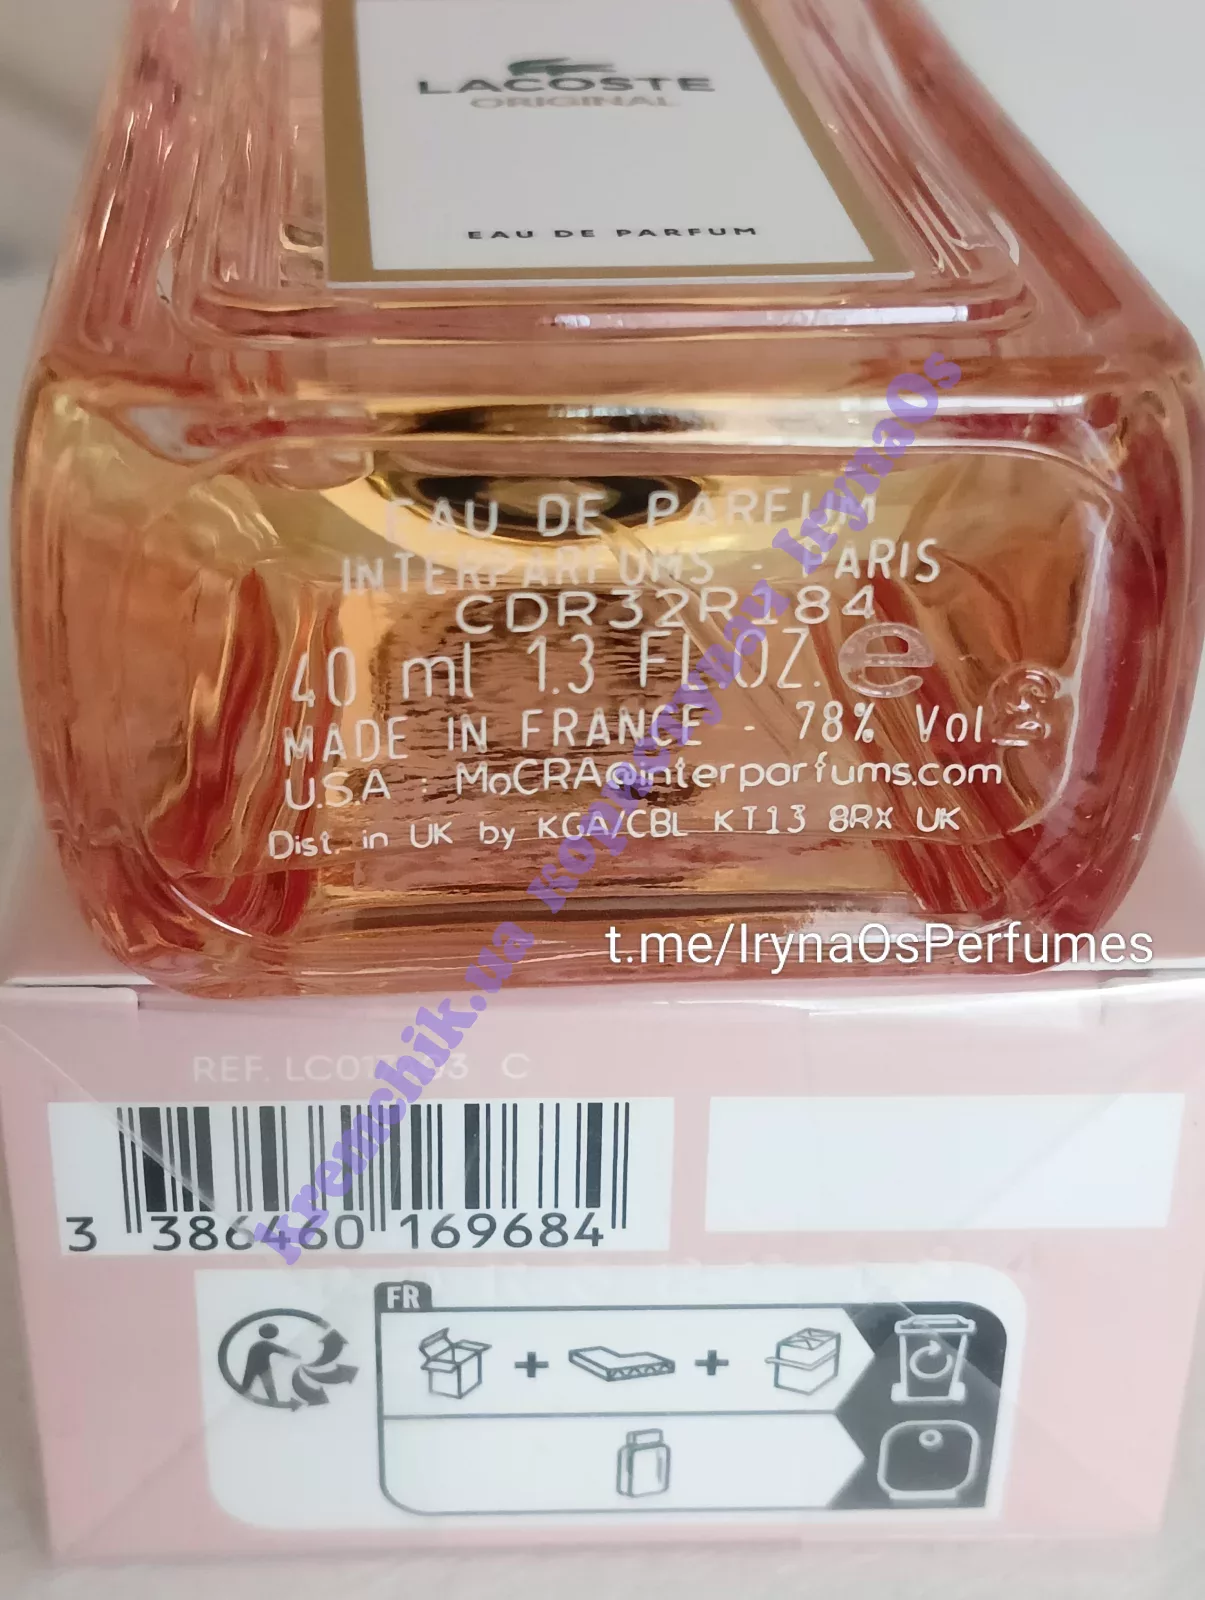 LACOSTE
ORIGINAL
EAU DE PARFUM
EAU DE PARFUM
INTERPARFUMS - PARIS
CDR32R184
40 ml 1.3 FL OZ. e
MADE IN FRANCE - 78% Vol.
U.S.A : MoCRA@interparfums.com
Dist. in UK by KGA/CBL KT13 8RX UK
t.me/IrynaOsPerfumes
kremchik.ua IrynaOs
REF. C
3 386460 169684
FR